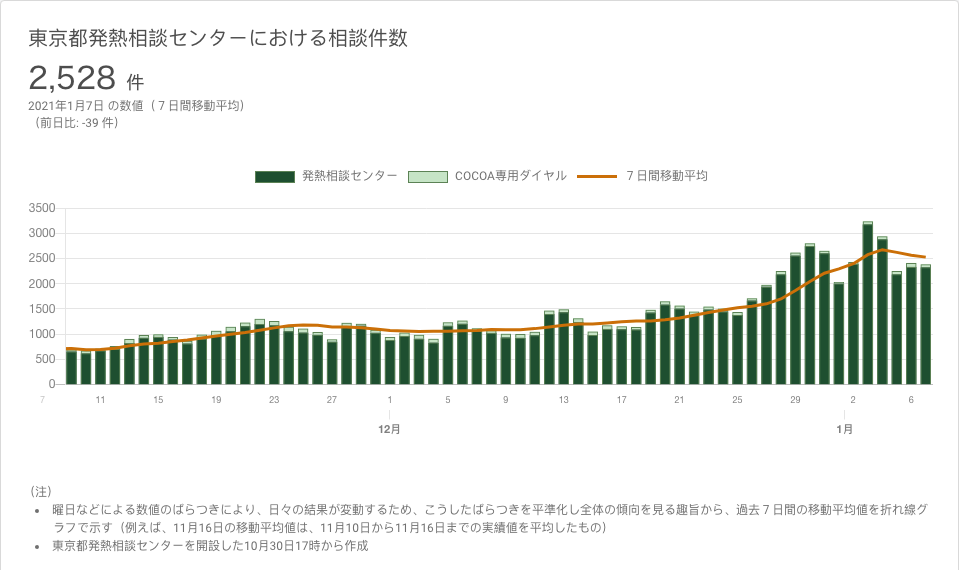 東京都発熱相談センターにおける相談件数
2,528 件
2021年1月7日 の数値（７日間移動平均）
（前日比: -39 件）
発熱相談センター COCOA専用ダイヤル ７日間移動平均
3500
3000
2500
2000
1500
1000
500
0
7 11 15 19 23 27 1 5 9 13 17 21 25 29 2 6
12月 1月
（注）
• 曜日などによる数値のばらつきにより、日々の結果が変動するため、こうしたばらつきを平準化し全体の傾向を見る趣旨から、過去７日間の移動平均値を折れ線グ
ラフで示す（例えば、11月16日の移動平均値は、11月10日から11月16日までの実績値を平均したもの）
• 東京都発熱相談センターを開設した10月30日17時から作成